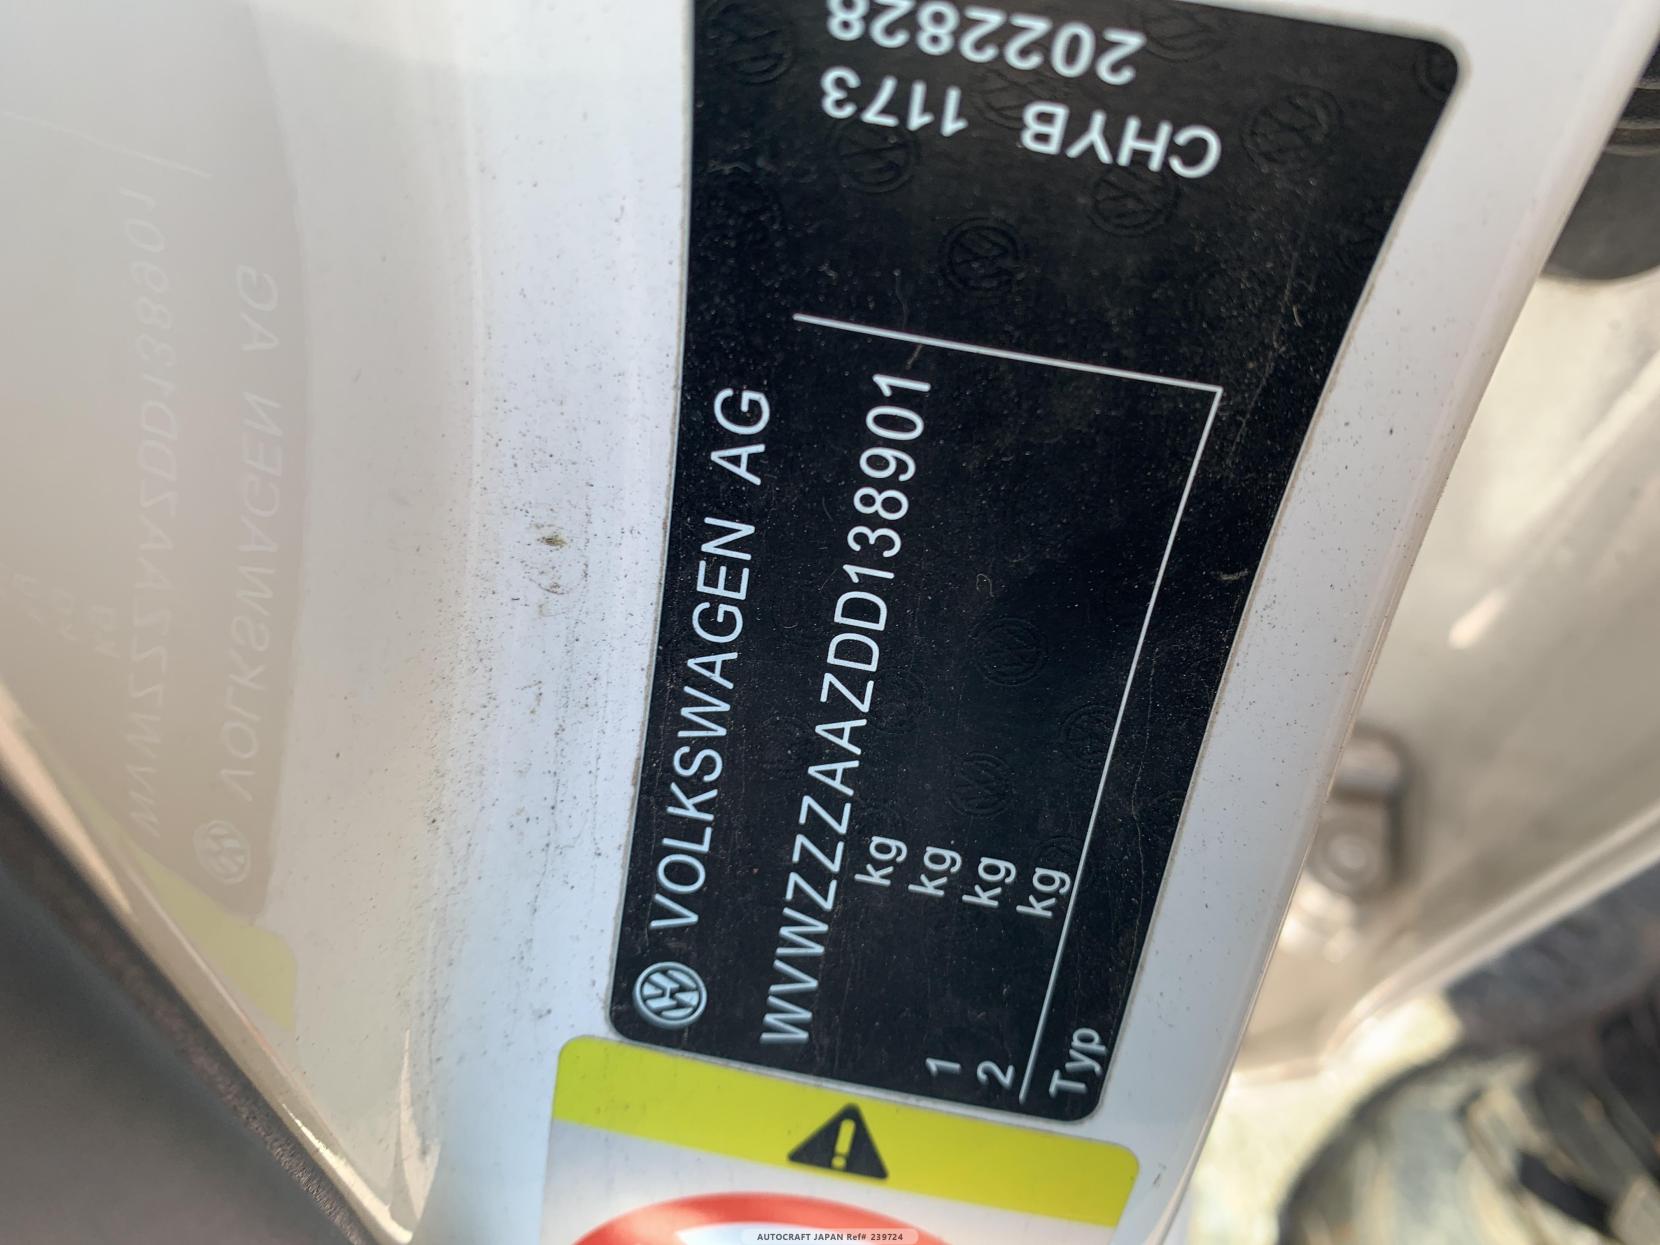 VOLKSWAGEN AG
WVWZZZAAZDD138901
kg
kg
1 kg
2 kg
Typ
CHYB 1173
2022828
AUTOCRAFT JAPAN Ref# 239724